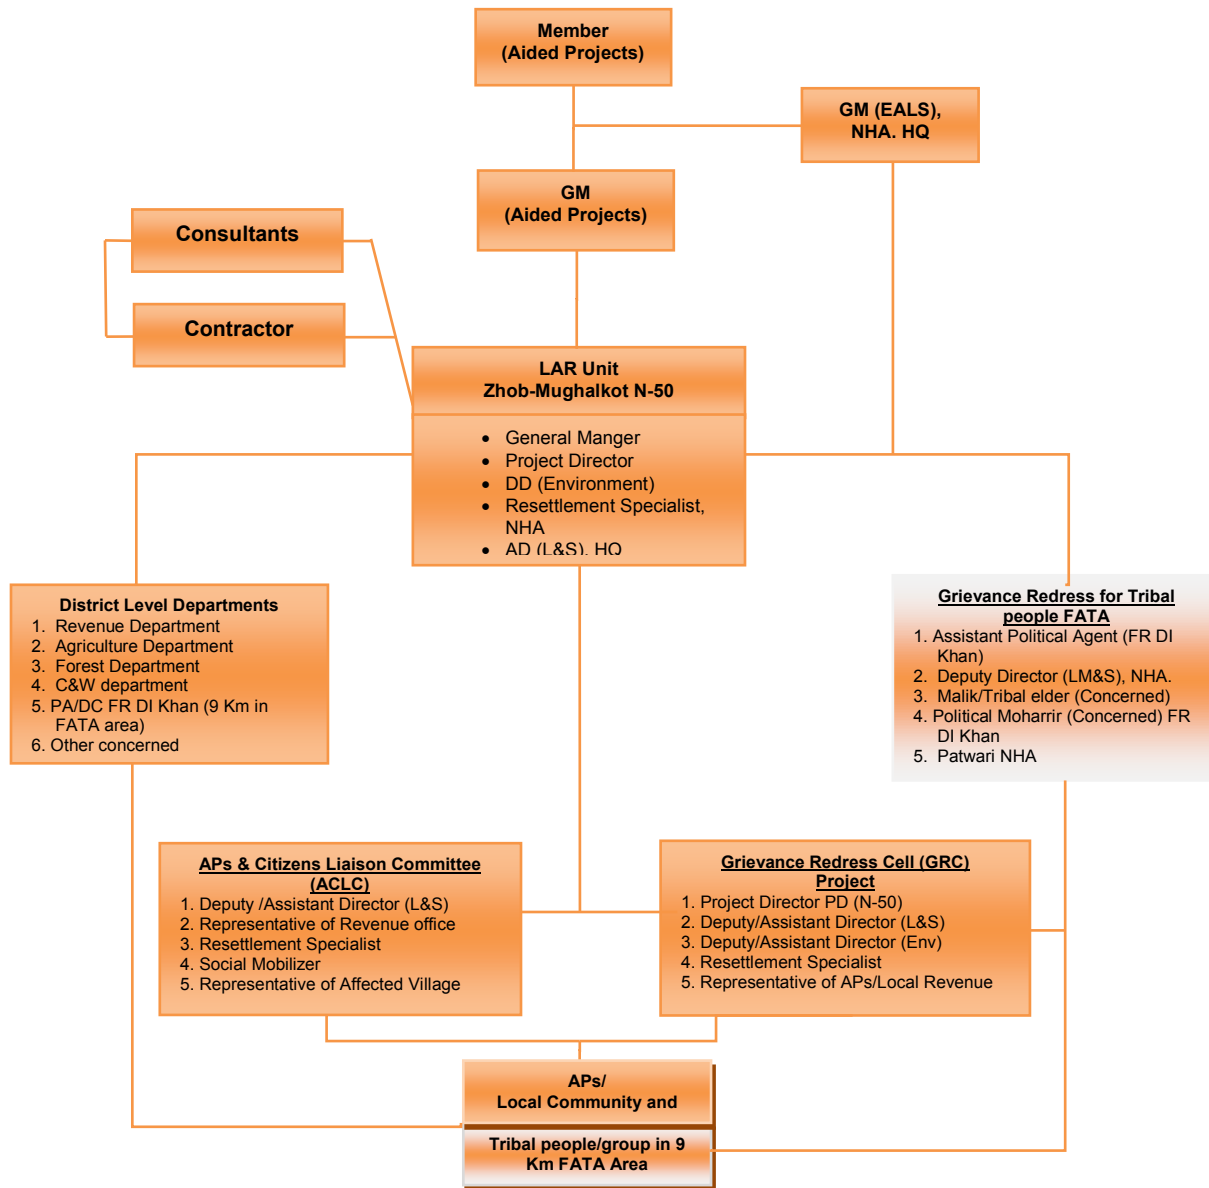 Member
(Aided Projects)
GM (EALS),
NHA. HQ
GM
(Aided Projects)
Consultants
Contractor
LAR Unit
Zhob-Mughalkot N-50
• General Manger
• Project Director
• DD (Environment)
• Resettlement Specialist,
NHA
• AD (L&S), HQ
District Level Departments
1. Revenue Department
2. Agriculture Department
3. Forest Department
4. C&W department
5. PA/DC FR DI Khan (9 Km in
FATA area)
6. Other concerned
Grievance Redress for Tribal
people FATA
1. Assistant Political Agent (FR DI
Khan)
2. Deputy Director (LM&S), NHA.
3. Malik/Tribal elder (Concerned)
4. Political Moharrir (Concerned) FR
DI Khan
5. Patwari NHA
APs & Citizens Liaison Committee
(ACLC)
1. Deputy /Assistant Director (L&S)
2. Representative of Revenue office
3. Resettlement Specialist
4. Social Mobilizer
5. Representative of Affected Village
Grievance Redress Cell (GRC)
Project
1. Project Director PD (N-50)
2. Deputy/Assistant Director (L&S)
3. Deputy/Assistant Director (Env)
4. Resettlement Specialist
5. Representative of APs/Local Revenue
APs/
Local Community and
Tribal people/group in 9
Km FATA Area